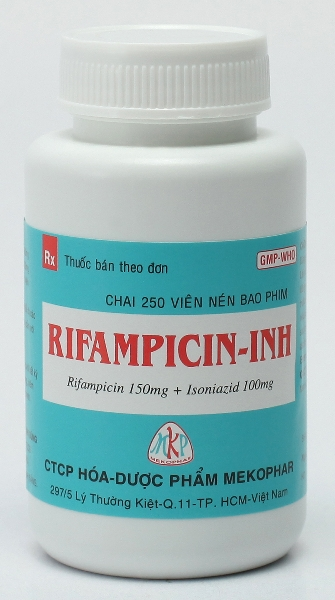 Rx Thuốc bán theo đơn GMP-WHO
CHAI 250 VIÊN NÉN BAO PHIM
RIFAMPICIN-INH
Rifampicin 150mg + Isoniazid 100mg
MKP
MEKOPHAR
CTCP HÓA-DƯỢC PHẨM MEKOPHAR
297/5 Lý Thường Kiệt-Q.11-TP. HCM-Việt Nam